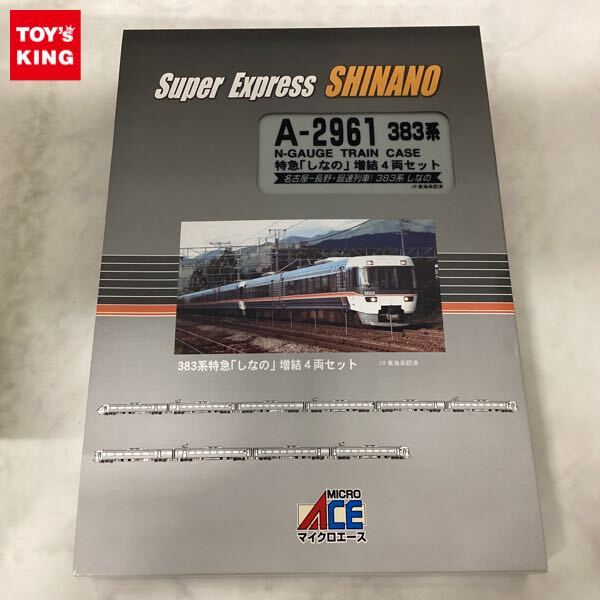 TOY'S
KING
Super Express SHINANO
A-2961 383系
N-GAUGE TRAIN CASE
特急「しなの」増結4両セット
名古屋-長野・最速列車! 383系 しなの
JR東海承認済
383系特急「しなの」増結4両セット
JR東海承認済
MICRO
ACE
マイクロエース